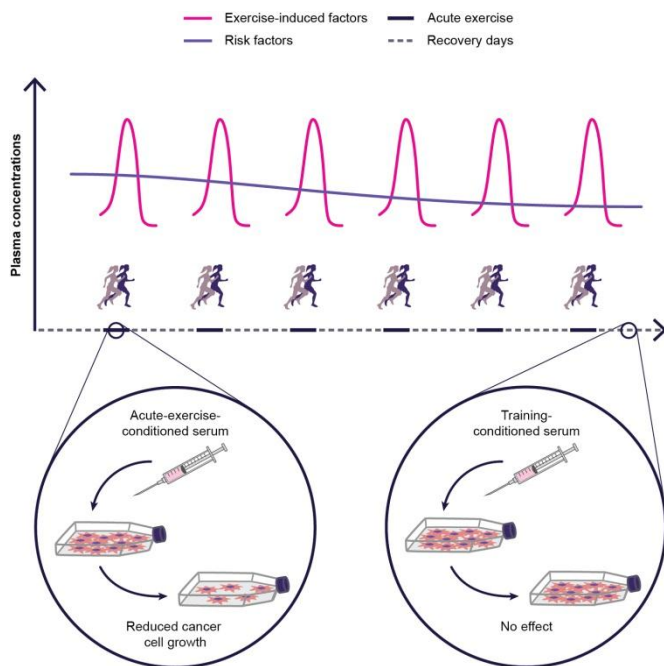 Exercise-induced factors
Acute exercise
Risk factors
Recovery days
Plasma concentrations
Acute-exercise-
conditioned serum
Reduced cancer
cell growth
Training-
conditioned serum
No effect